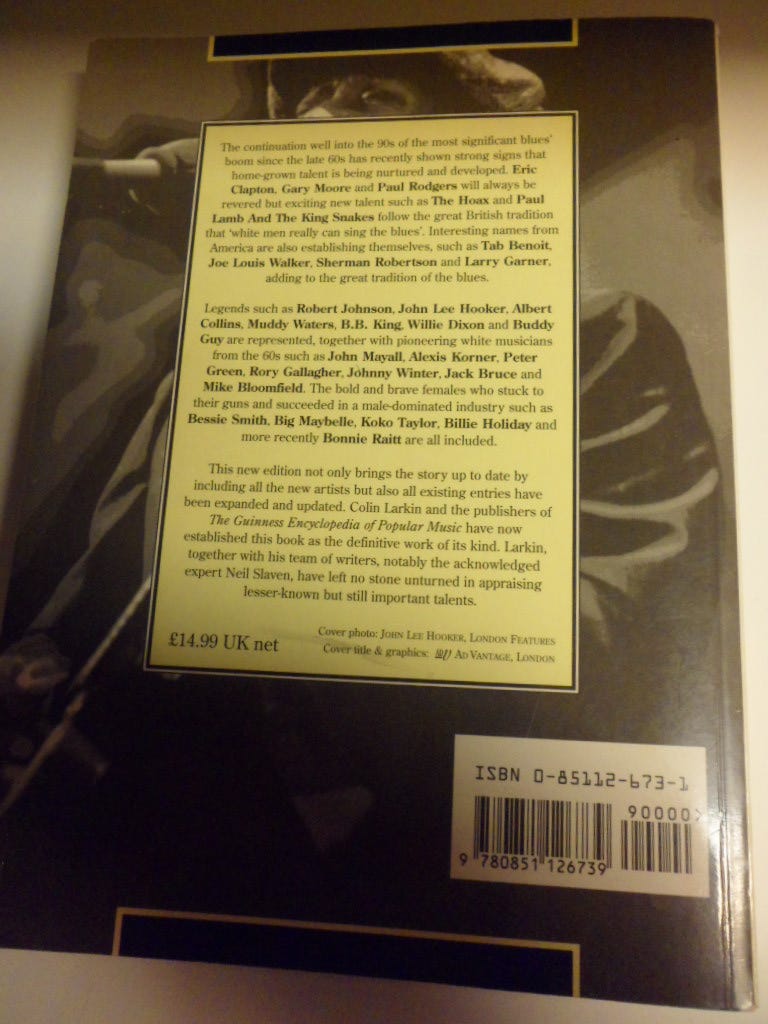 The continuation well into the 90s of the most significant blues'
boom since the late 60s has recently shown strong signs that
home-grown talent is being nurtured and developed. Eric
Clapton, Gary Moore and Paul Rodgers will always be
revered but exciting new talent such as The Hoax and Paul
Lamb And The King Snakes follow the great British tradition
that 'white men really can sing the blues'. Interesting names from
America are also establishing themselves, such as Tab Benoit,
Joe Louis Walker, Sherman Robertson and Larry Garner,
adding to the great tradition of the blues.
Legends such as Robert Johnson, John Lee Hooker, Albert
Collins, Muddy Waters, B.B. King, Willie Dixon and Buddy
Guy are represented, together with pioneering white musicians
from the 60s such as John Mayall, Alexis Korner, Peter
Green, Rory Gallagher, Johnny Winter, Jack Bruce and
Mike Bloomfield. The bold and brave females who stuck to
their guns and succeeded in a male-dominated industry such as
Bessie Smith, Big Maybelle, Koko Taylor, Billie Holiday and
more recently Bonnie Raitt are all included.
This new edition not only brings the story up to date by
including all the new artists but also all existing entries have
been expanded and updated. Colin Larkin and the publishers of
The Guinness Encyclopedia of Popular Music have now
established this book as the definitive work of its kind. Larkin,
together with his team of writers, notably the acknowledged
expert Neil Slaven, have left no stone unturned in appraising
lesser-known but still important talents.
£14.99 UK net
Cover photo: JOHN LEE HOOKER, LONDON FEATURES
Cover title & graphics: AD VANTAGE, LONDON
ISBN 0-85112-673-1
90000>
9 780851 126739